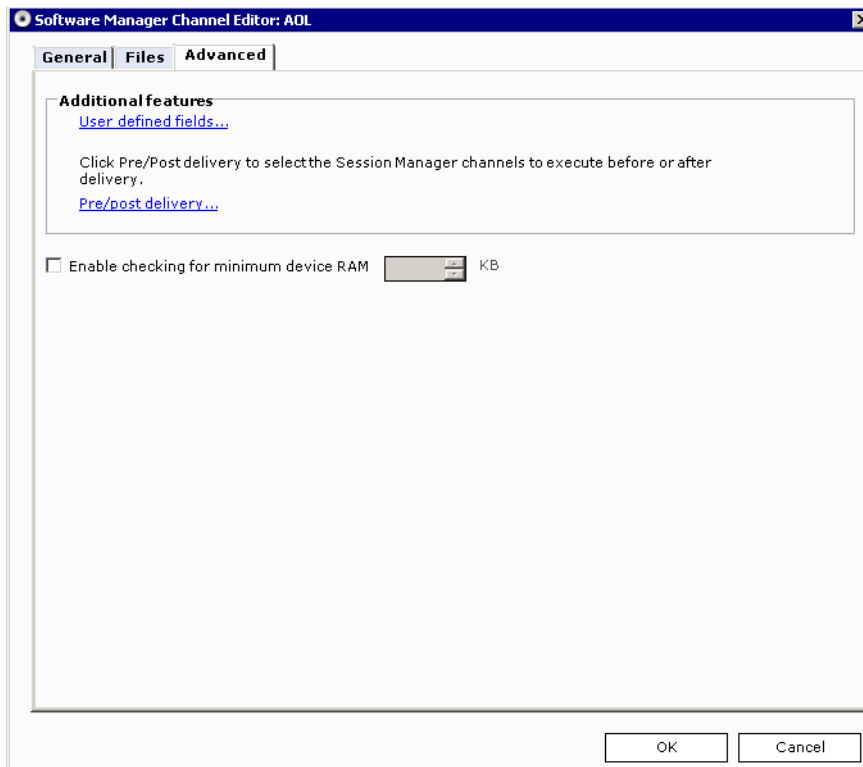 Software Manager Channel Editor: AOL
General Files Advanced
Additional features
User defined fields...
Click Pre/Post delivery to select the Session Manager channels to execute before or after
delivery.
Pre/post delivery...
Enable checking for minimum device RAM KB
OK Cancel